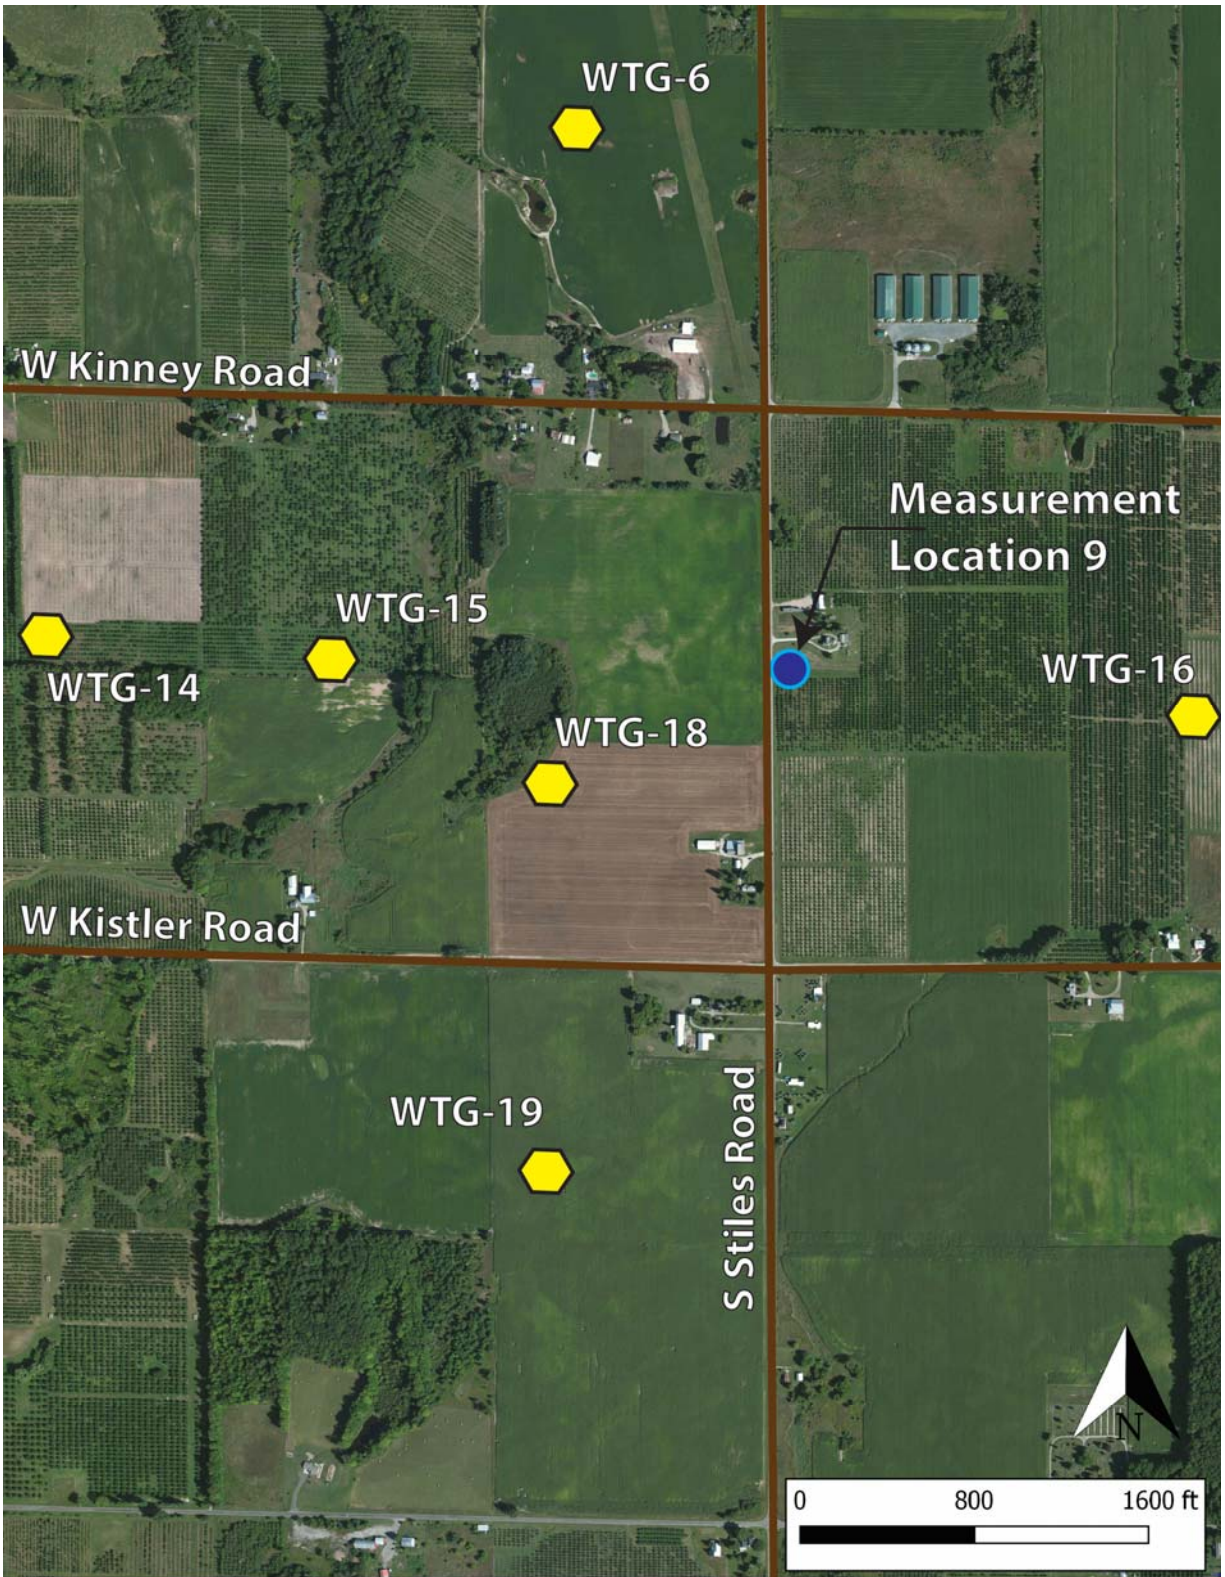 WTG-6
W Kinney Road
Measurement
Location 9
WTG-15
WTG-14
WTG-16
WTG-18
W Kistler Road
WTG-19
S Stiles Road
N
0 800 1600 ft